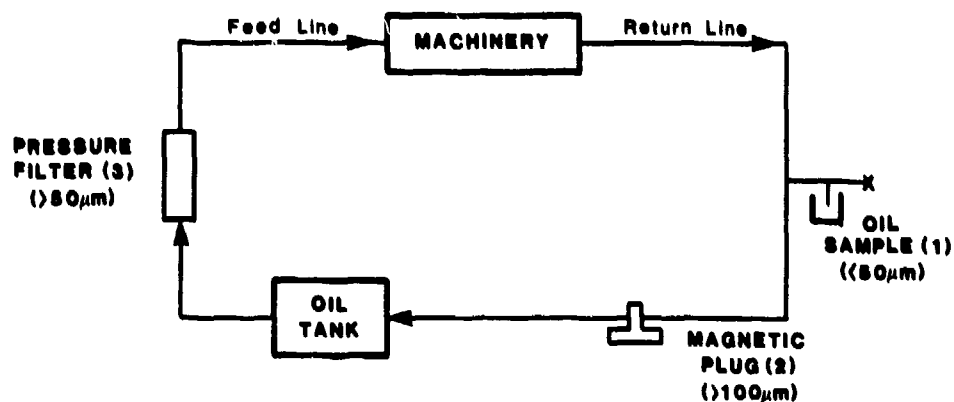 Feed Line
MACHINERY
Return Line
PRESSURE
FILTER (3)
(>50μm)
OIL
SAMPLE (1)
(<50μm)
OIL
TANK
MAGNETIC
PLUG (2)
(>100μm)